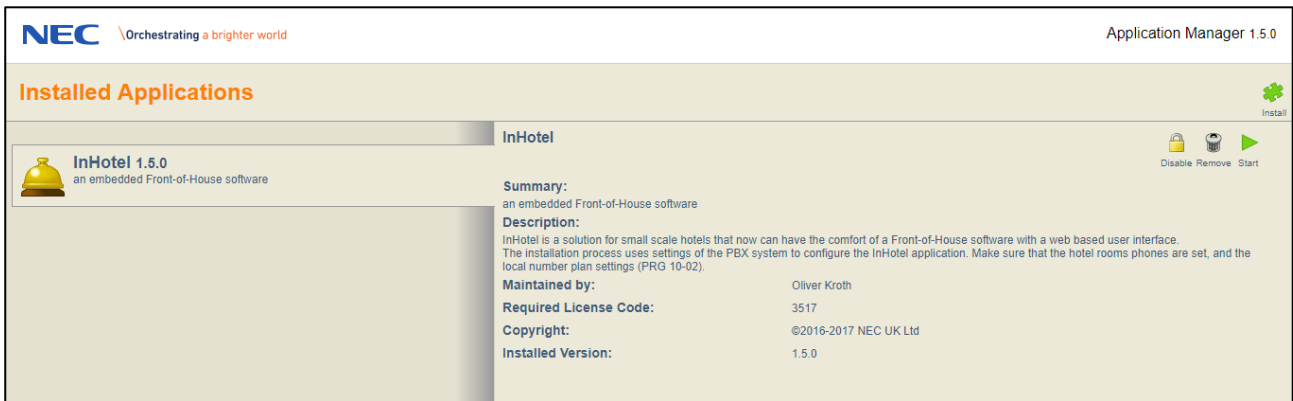 NEC \Orchestrating a brighter world
Application Manager 1.5.0
Installed Applications
Install
InHotel 1.5.0
an embedded Front-of-House software
InHotel
Disable Remove Start
Summary:
an embedded Front-of-House software
Description:
InHotel is a solution for small scale hotels that now can have the comfort of a Front-of-House software with a web based user interface.
The installation process uses settings of the PBX system to configure the InHotel application. Make sure that the hotel rooms phones are set, and the
local number plan settings (PRG 10-02).
Maintained by: Oliver Kroth
Required License Code: 3517
Copyright: ©2016-2017 NEC UK Ltd
Installed Version: 1.5.0